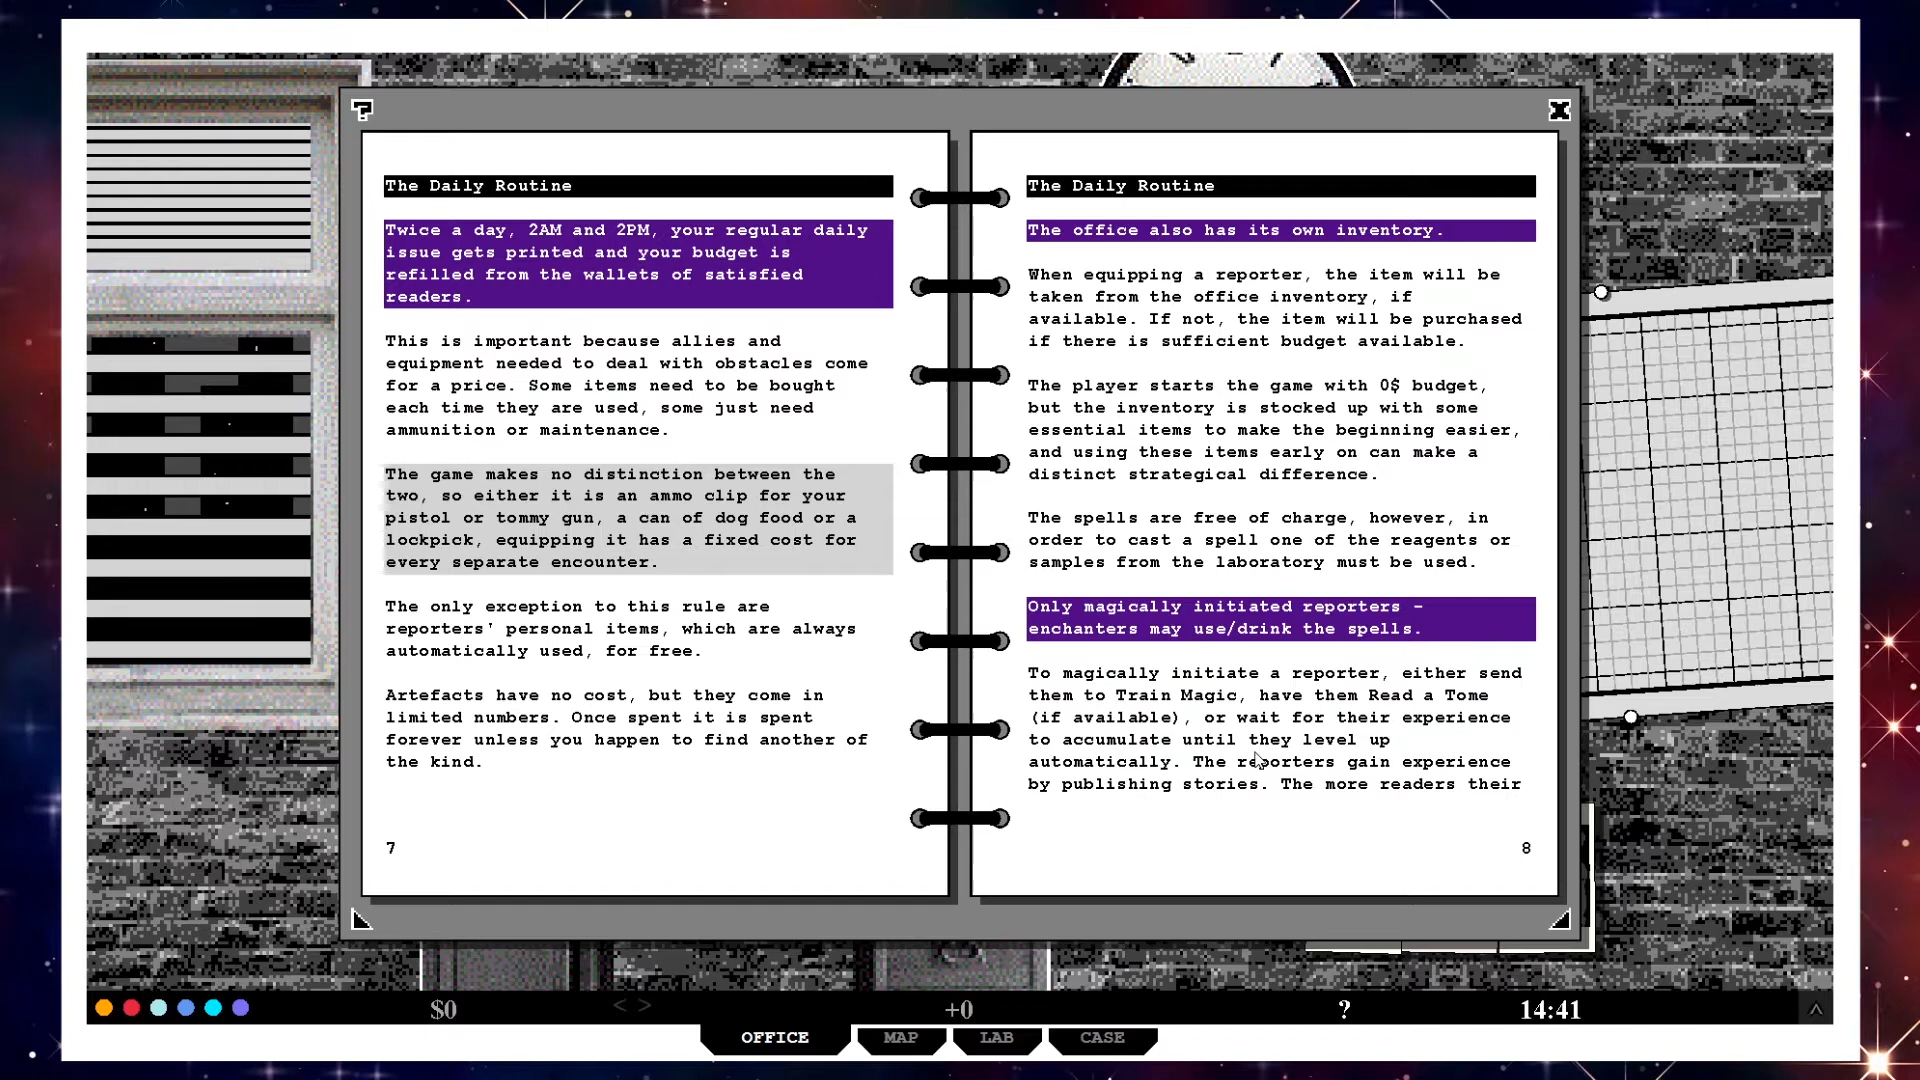 ?
X
The Daily Routine
Twice a day, 2AM and 2PM, your regular daily
issue gets printed and your budget is
refilled from the wallets of satisfied
readers.
This is important because allies and
equipment needed to deal with obstacles come
for a price. Some items need to be bought
each time they are used, some just need
ammunition or maintenance.
The game makes no distinction between the
two, so either it is an ammo clip for your
pistol or tommy gun, a can of dog food or a
lockpick, equipping it has a fixed cost for
every separate encounter.
The only exception to this rule are
reporters' personal items, which are always
automatically used, for free.
Artefacts have no cost, but they come in
limited numbers. Once spent it is spent
forever unless you happen to find another of
the kind.
7
The Daily Routine
The office also has its own inventory.
When equipping a reporter, the item will be
taken from the office inventory, if
available. If not, the item will be purchased
if there is sufficient budget available.
The player starts the game with 0$ budget,
but the inventory is stocked up with some
essential items to make the beginning easier,
and using these items early on can make a
distinct strategical difference.
The spells are free of charge, however, in
order to cast a spell one of the reagents or
samples from the laboratory must be used.
Only magically initiated reporters -
enchanters may use/drink the spells.
To magically initiate a reporter, either send
them to Train Magic, have them Read a Tome
(if available), or wait for their experience
to accumulate until they level up
automatically. The reporters gain experience
by publishing stories. The more readers their
8
$0 < > +0 ? 14:41 ^
OFFICE MAP LAB CASE